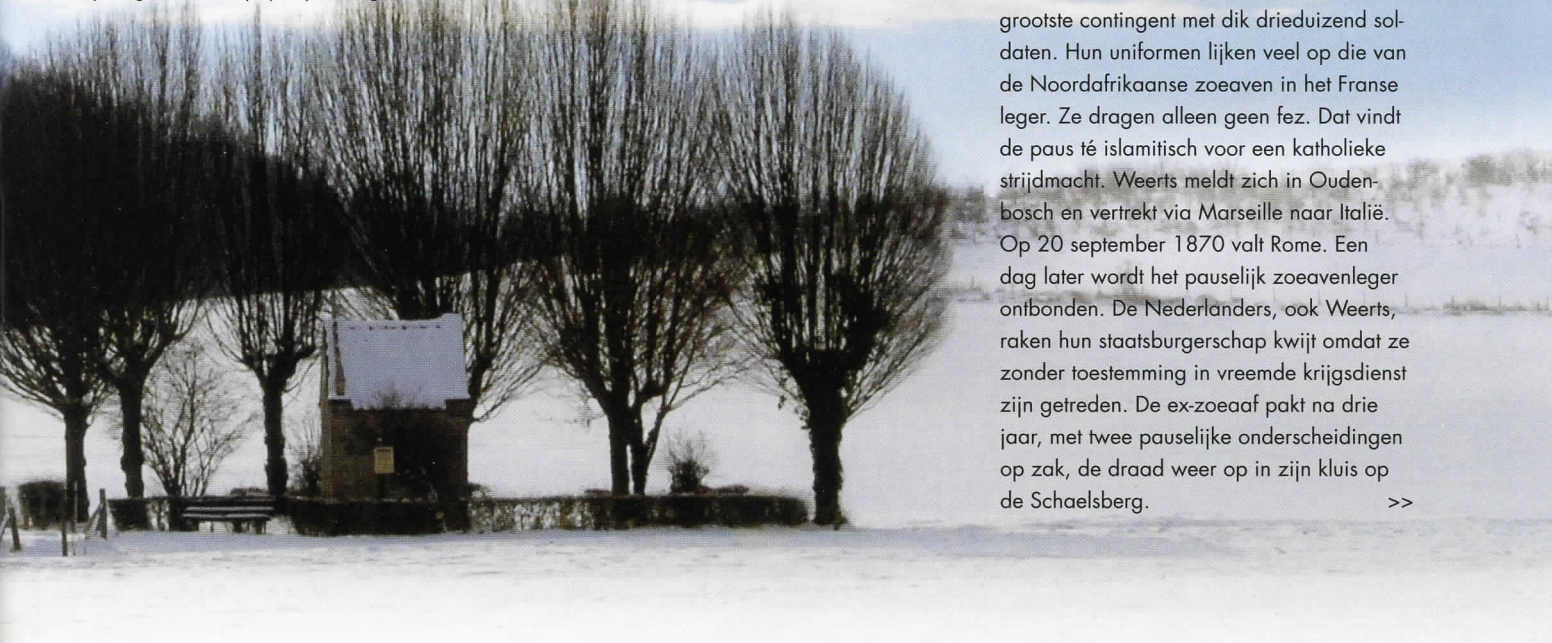 grootste contingent met dik drieduizend sol-
daten. Hun uniformen lijken veel op die van
de Noordafrikaanse zoeaven in het Franse
leger. Ze dragen alleen geen fez. Dat vindt
de paus té islamitisch voor een katholieke
strijdmacht. Weerts meldt zich in Ouden-
bosch en vertrekt via Marseille naar Italië.
Op 20 september 1870 valt Rome. Een
dag later wordt het pauselijk zoeavenleger
ontbonden. De Nederlanders, ook Weerts,
raken hun staatsburgerschap kwijt omdat ze
zonder toestemming in vreemde krijgsdienst
zijn getreden. De ex-zoeaaf pakt na drie
jaar, met twee pauselijke onderscheidingen
op zak, de draad weer op in zijn kluis op
de Schaelsberg. >>